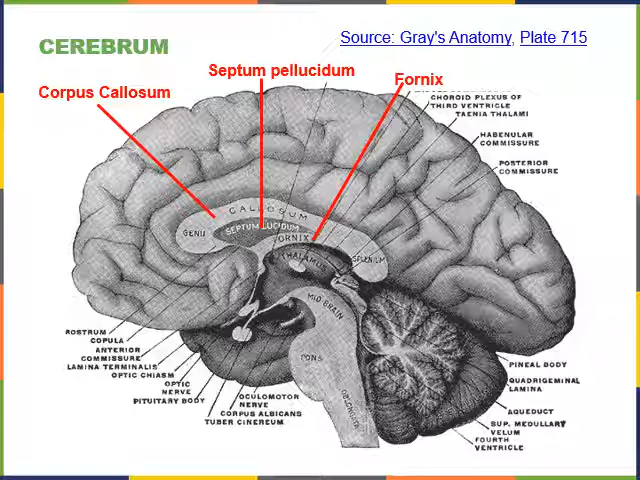 CEREBRUM
Source: Gray's Anatomy, Plate 715
Septum pellucidum
Fornix
Corpus Callosum
CHOROID PLEXUS OF
THIRD VENTRICLE
TAENIA THALAMI
HABENULAR
COMMISSURE
POSTERIOR
COMMISSURE
CALLOSUM
GENU
SEPTUM LUCIDUM
FORNIX
THALAMUS
SPLENIUM
MID-BRAIN
PONS
OBLONGATA
ROSTRUM
COPULA
ANTERIOR
COMMISSURE
LAMINA TERMINALIS
OPTIC CHIASM
OPTIC
NERVE
PITUITARY BODY
OCULOMOTOR
NERVE
CORPUS ALBICANS
TUBER CINEREUM
PINEAL BODY
QUADRIGEMINAL
LAMINA
AQUEDUCT
SUP. MEDULLARY
VELUM
FOURTH
VENTRICLE